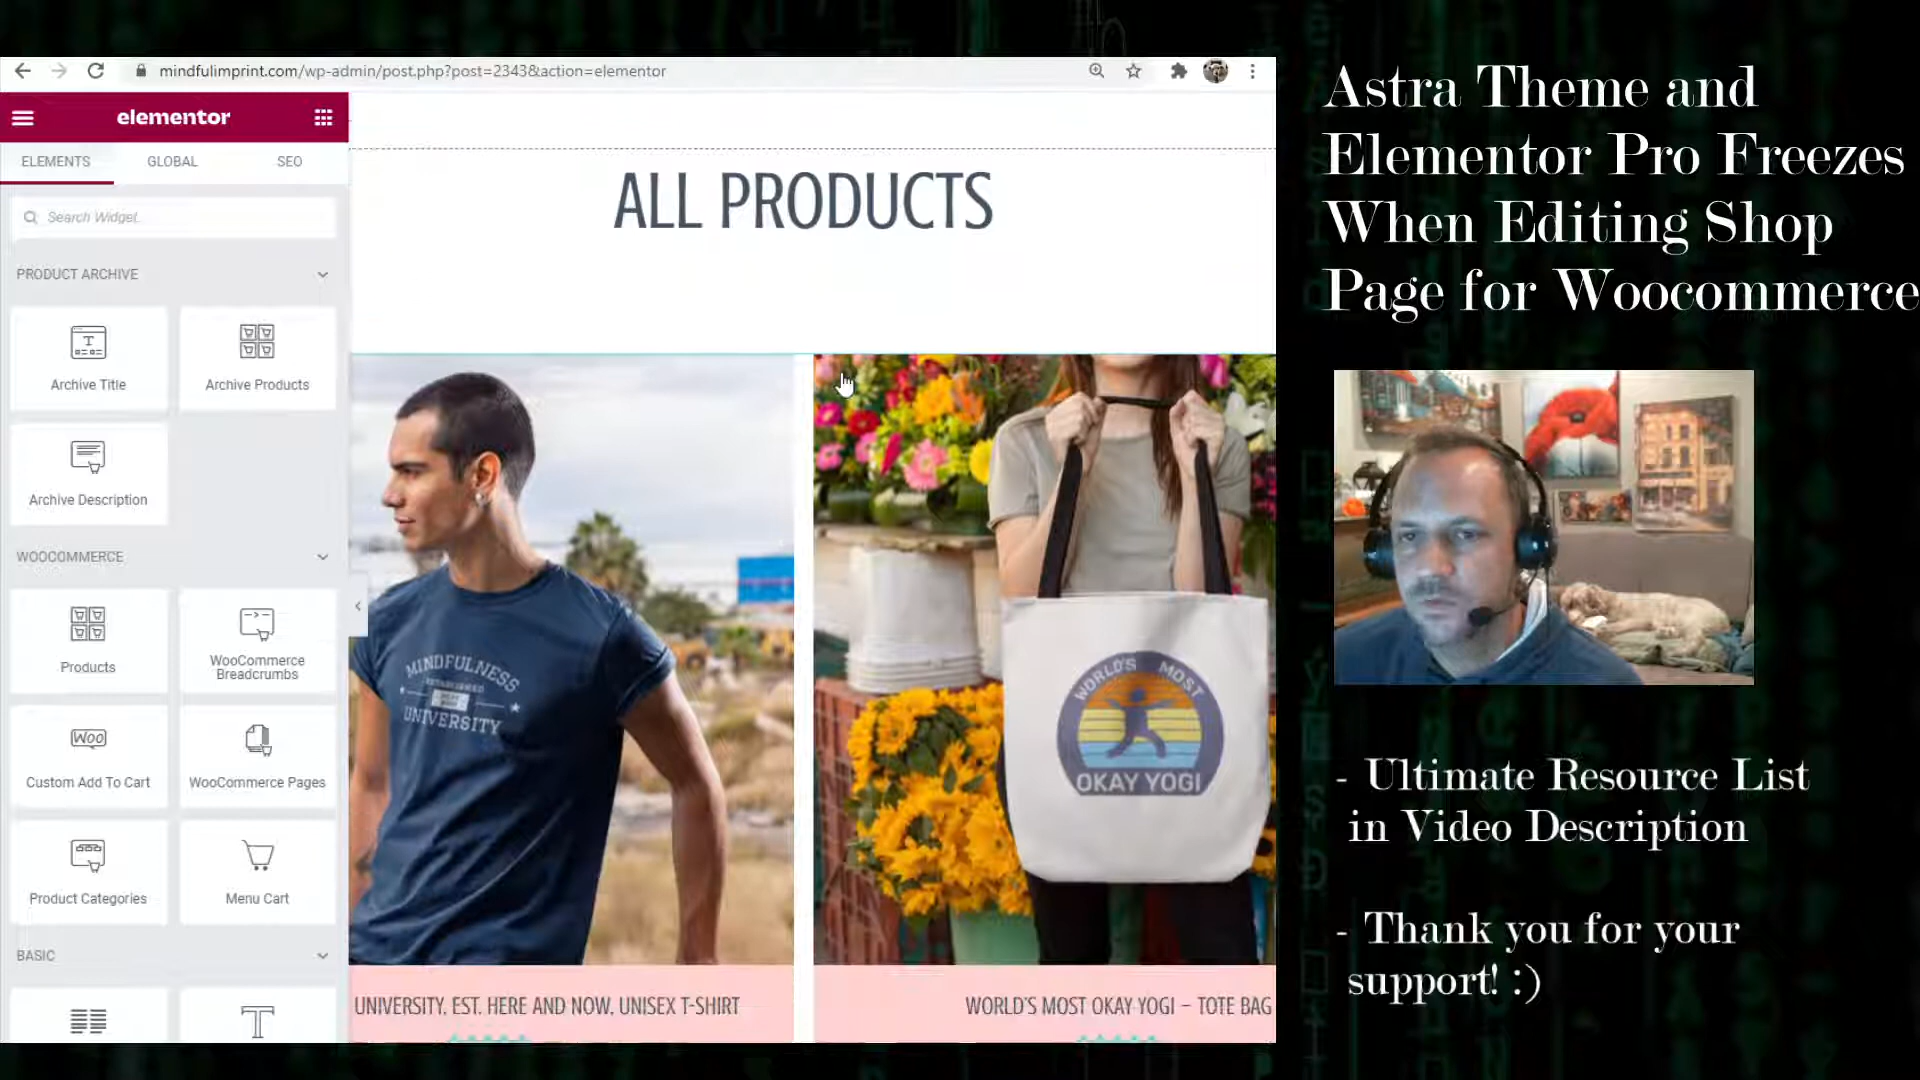 mindfulimprint.com/wp-admin/post.php?post=2343&action=elementor
elementor
ELEMENTS
GLOBAL
SEO
Search Widget...
PRODUCT ARCHIVE
Archive Title
Archive Products
Archive Description
WOOCOMMERCE
Products
WooCommerce
Breadcrumbs
Woo
Custom Add To Cart
WooCommerce Pages
Product Categories
Menu Cart
BASIC
ALL PRODUCTS
MINDFULNESS
ESTABLISHED
UNIVERSITY
WORLD'S MOST
OKAY YOGI
UNIVERSITY, EST. HERE AND NOW, UNISEX T-SHIRT
WORLD'S MOST OKAY YOGI – TOTE BAG
Astra Theme and
Elementor Pro Freezes
When Editing Shop
Page for Woocommerce
- Ultimate Resource List
in Video Description
- Thank you for your
support! :)